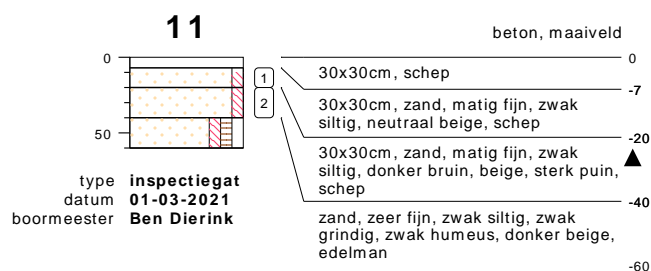 11
beton, maaiveld
0
0
30x30cm, schep
-7
1
30x30cm, zand, matig fijn, zwak
siltig, neutraal beige, schep
2
-20
50
30x30cm, zand, matig fijn, zwak
siltig, donker bruin, beige, sterk puin,
schep
-40
type inspectiegat
datum 01-03-2021
boormeester Ben Dierink
zand, zeer fijn, zwak siltig, zwak
grindig, zwak humeus, donker beige,
edelman
-60